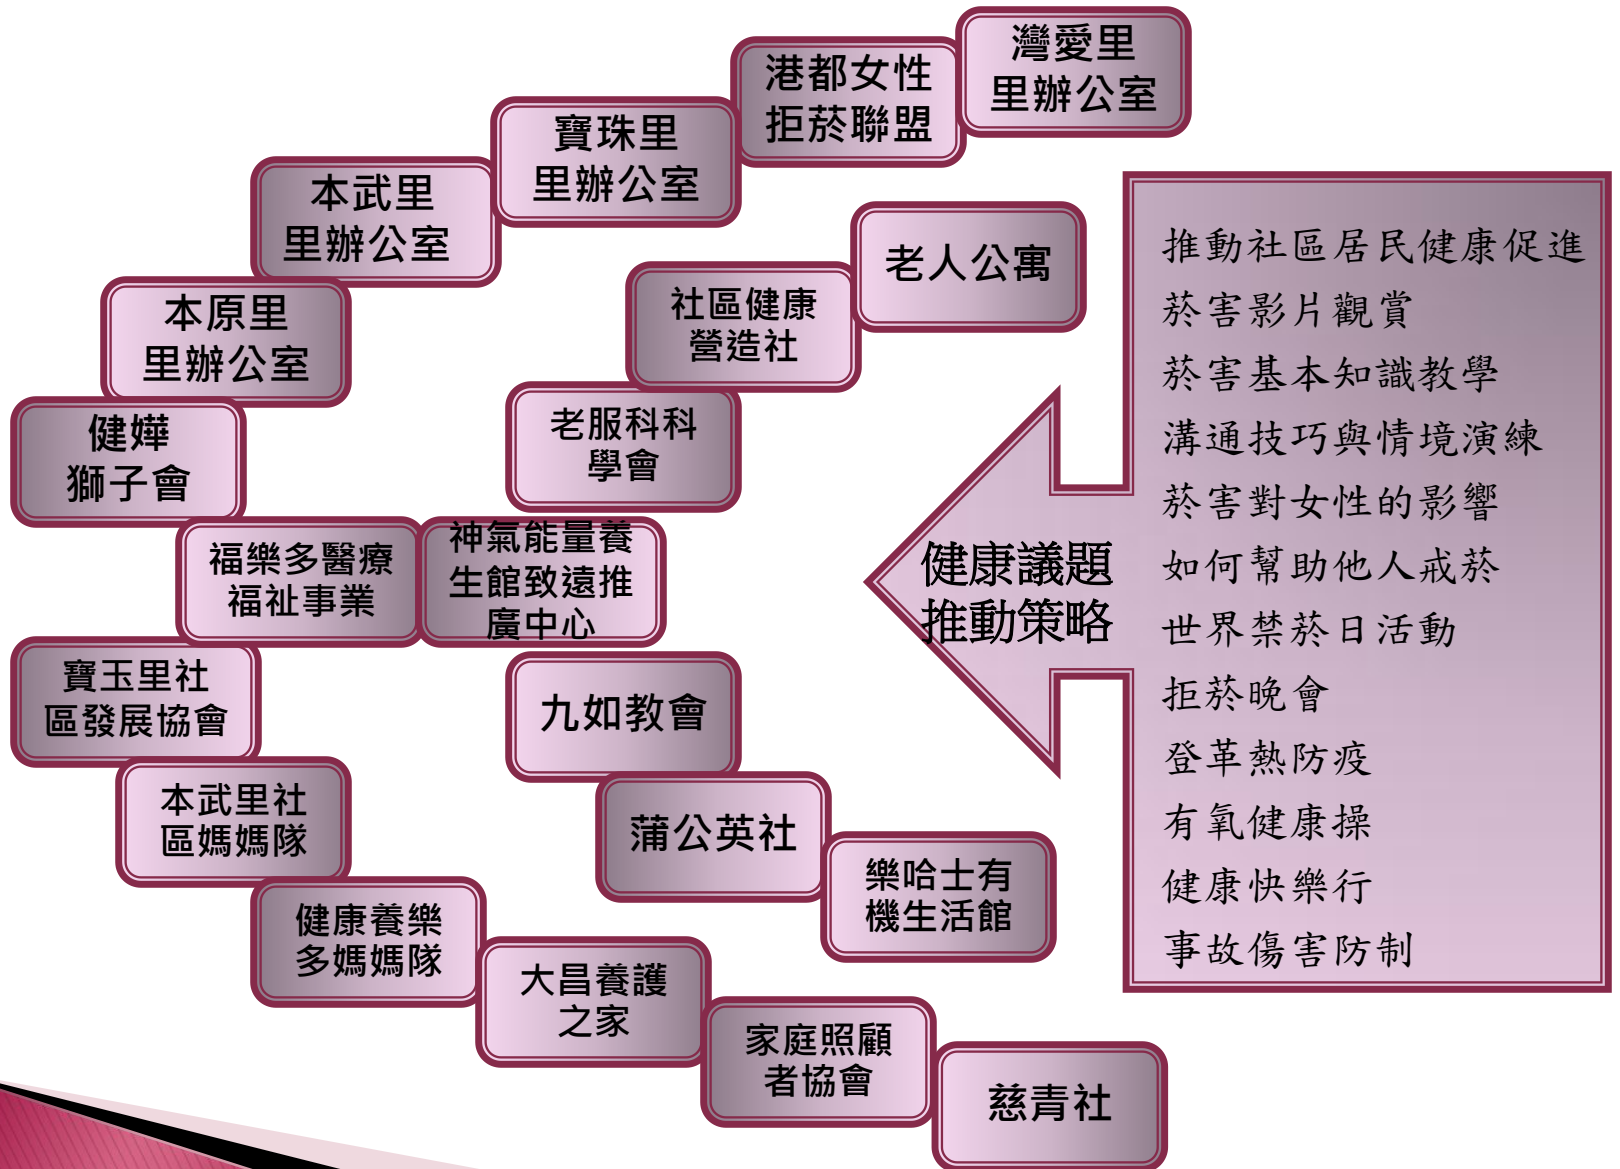 灣愛里
里辦公室
港都女性
拒菸聯盟
寶珠里
里辦公室
本武里
里辦公室
本原里
里辦公室
健嬅
獅子會
老人公寓
社區健康
營造社
老服科科
學會
福樂多醫療
福祉事業
神氣能量養
生館致遠推
廣中心
寶玉里社
區發展協會
九如教會
本武里社
區媽媽隊
蒲公英社
樂哈士有
機生活館
健康養樂
多媽媽隊
大昌養護
之家
家庭照顧
者協會
慈青社
健康議題
推動策略
推動社區居民健康促進
菸害影片觀賞
菸害基本知識教學
溝通技巧與情境演練
菸害對女性的影響
如何幫助他人戒菸
世界禁菸日活動
拒菸晚會
登革熱防疫
有氧健康操
健康快樂行
事故傷害防制